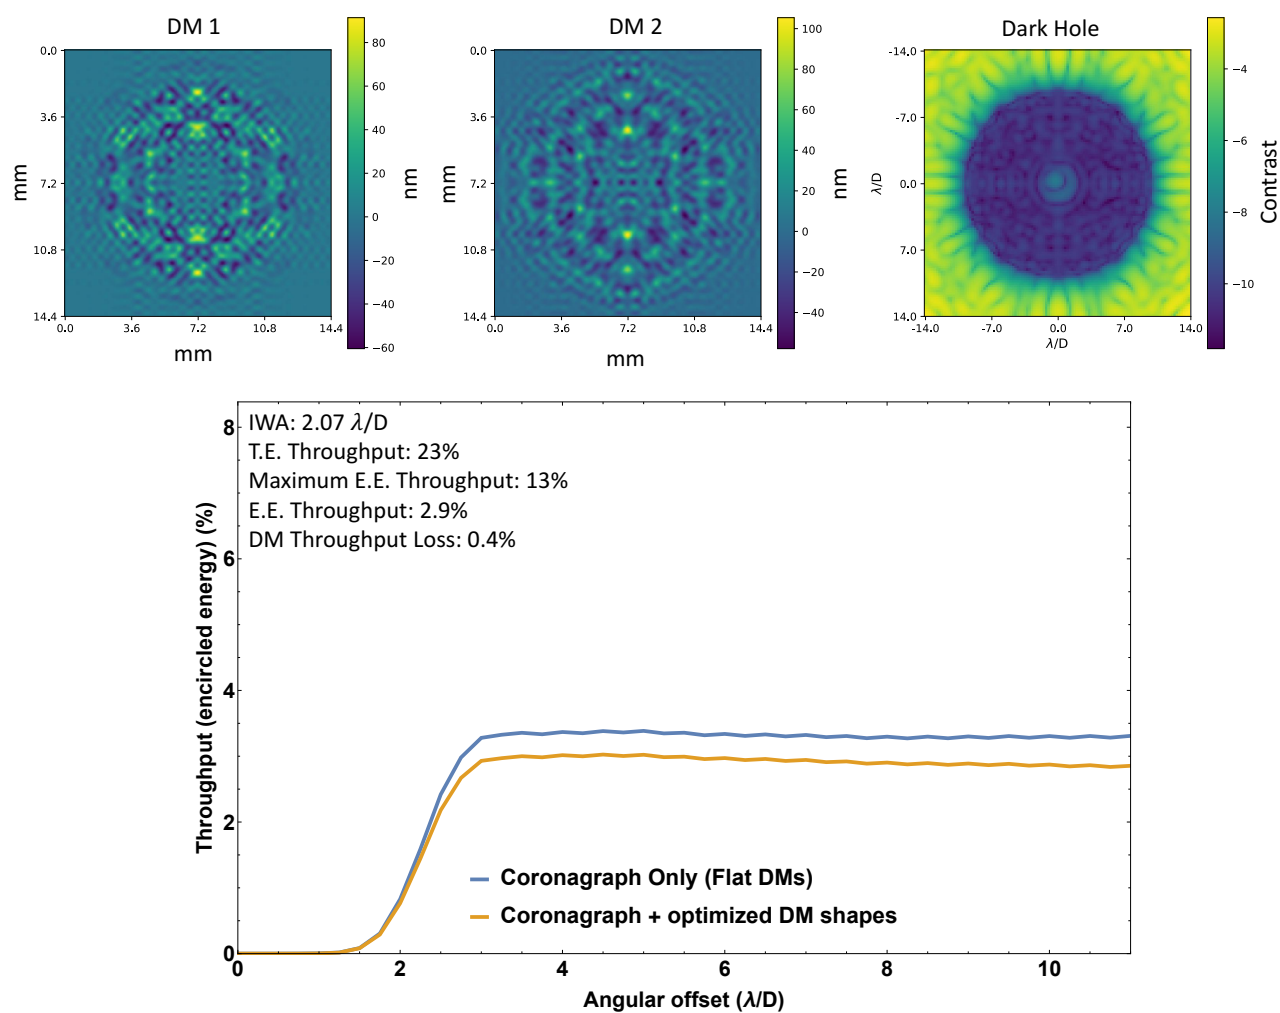 DM 1
DM 2
Dark Hole
0.0
3.6
7.2
10.8
14.4
mm
0.0
3.6
7.2
10.8
14.4
mm
80
60
40
20
0
−20
−40
−60
nm
0.0
3.6
7.2
10.8
14.4
mm
0.0
3.6
7.2
10.8
14.4
mm
100
80
60
40
20
0
−20
−40
nm
-14.0
-7.0
0.0
7.0
14.0
λ/D
-14.0
-7.0
0.0
7.0
14.0
λ/D
−4
−6
−8
−10
Contrast
IWA: 2.07 λ/D
T.E. Throughput: 23%
Maximum E.E. Throughput: 13%
E.E. Throughput: 2.9%
DM Throughput Loss: 0.4%
Throughput (encircled energy) (%)
8
6
4
2
0
Coronagraph Only (Flat DMs)
Coronagraph + optimized DM shapes
0
2
4
6
8
10
Angular offset (λ/D)